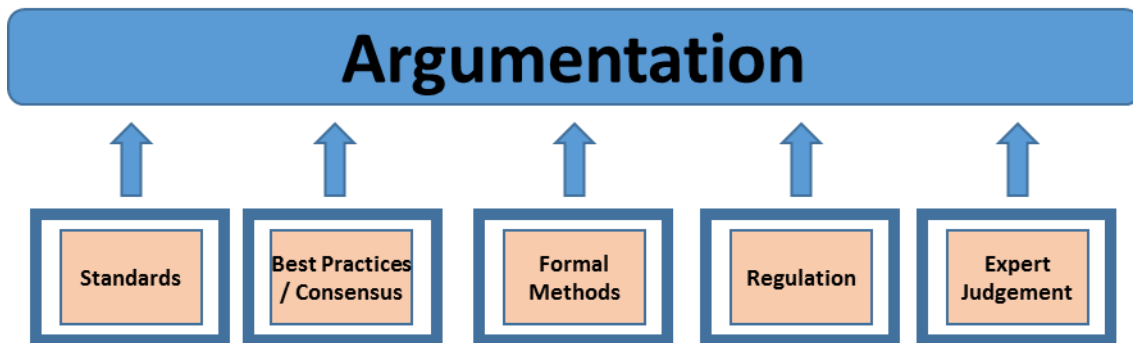 Argumentation
Standards
Best Practices
/ Consensus
Formal
Methods
Regulation
Expert
Judgement